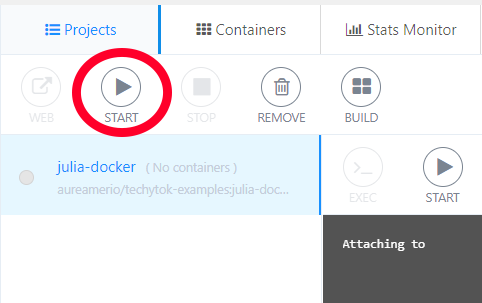 Projects Containers Stats Monitor
WEB START STOP REMOVE BUILD
julia-docker ( No containers )
aureamerio/techytok-examples:julia-doc...
>_
EXEC START
Attaching to